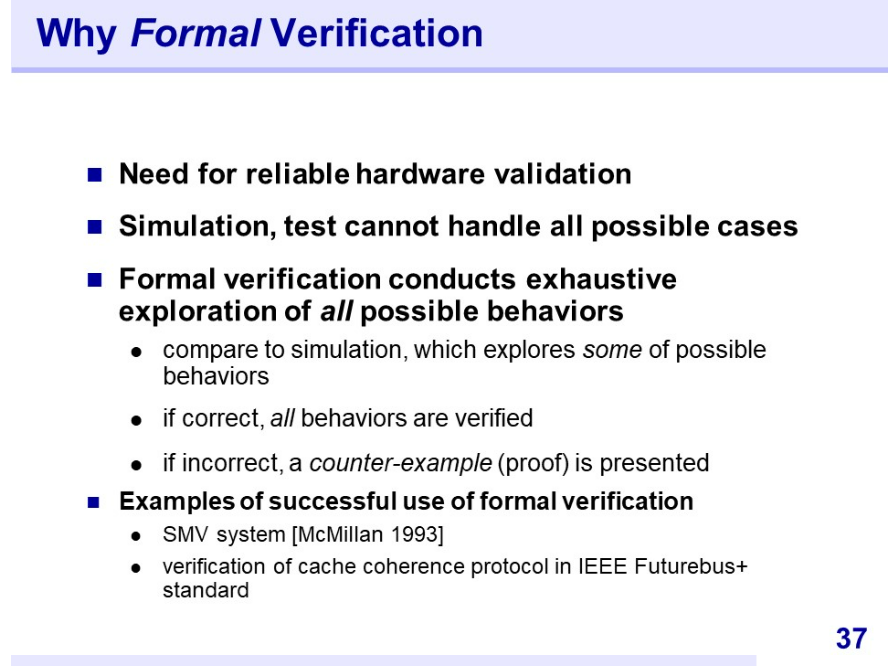 Why Formal Verification
Need for reliable hardware validation
Simulation, test cannot handle all possible cases
Formal verification conducts exhaustive
exploration of all possible behaviors
compare to simulation, which explores some of possible
behaviors
if correct, all behaviors are verified
if incorrect, a counter-example (proof) is presented
Examples of successful use of formal verification
SMV system [McMillan 1993]
verification of cache coherence protocol in IEEE Futurebus+
standard
37